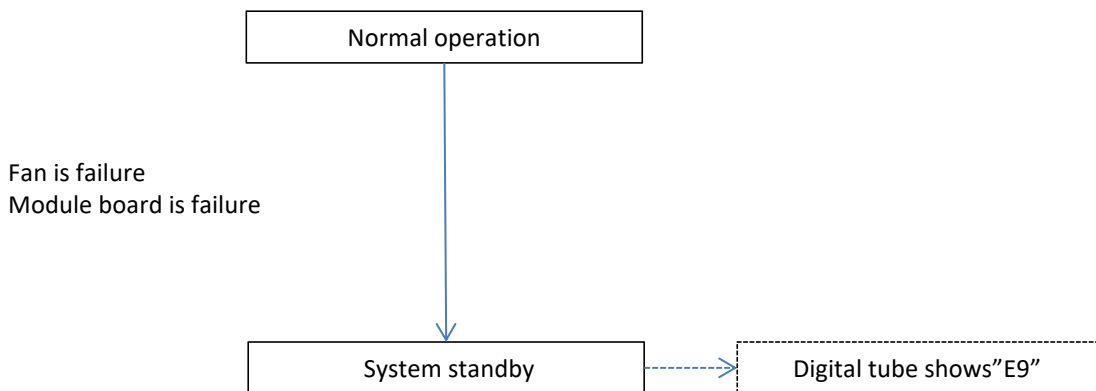 Normal operation
Fan is failure
Module board is failure
System standby
Digital tube shows”E9”